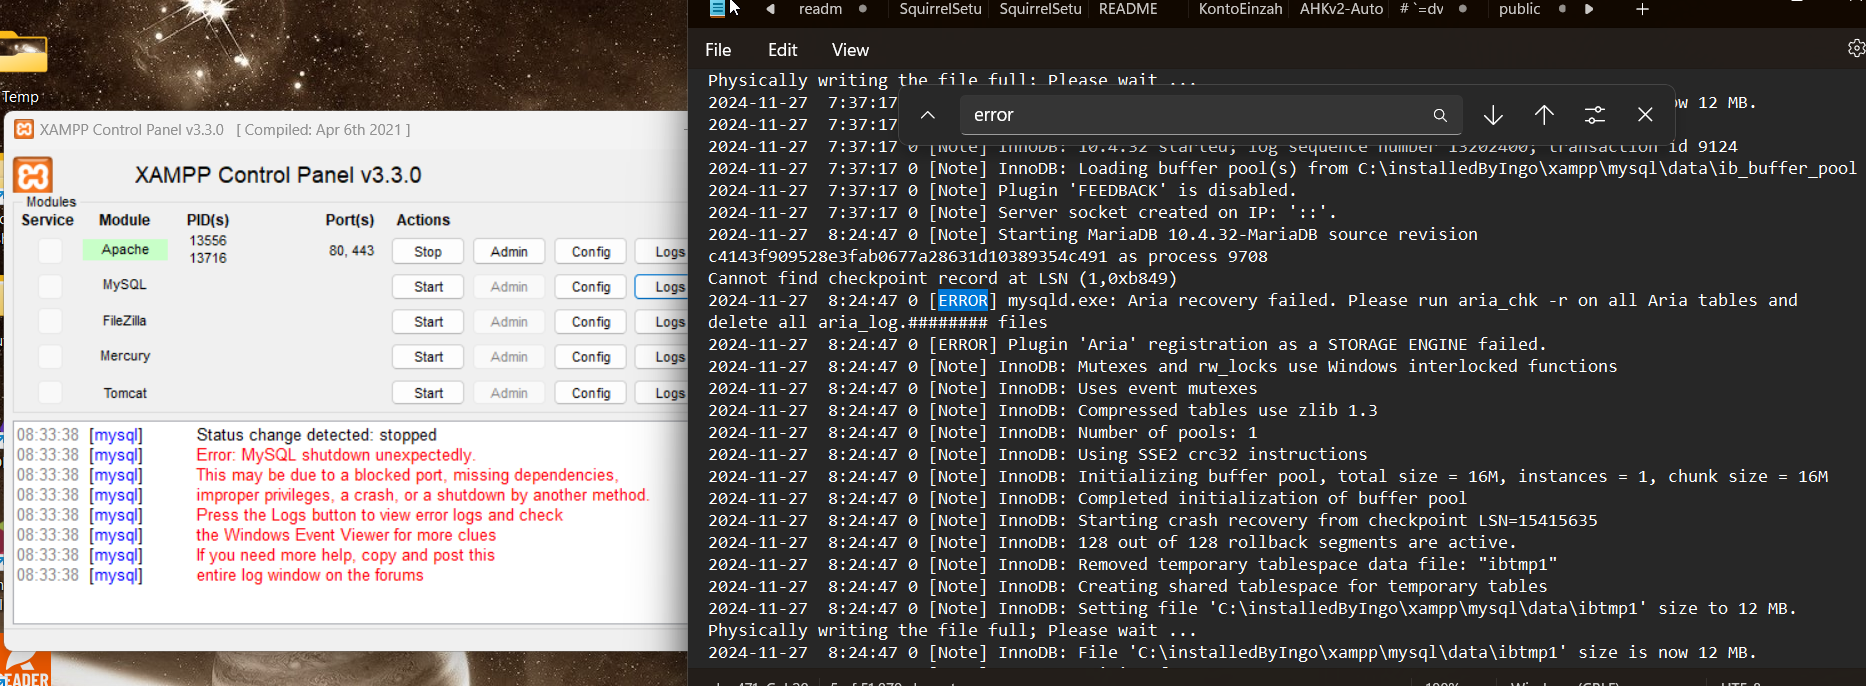 Temp
XAMPP Control Panel v3.3.0 [ Compiled: Apr 6th 2021 ]
XAMPP Control Panel v3.3.0
Modules
Service Module PID(s) Port(s) Actions
Apache 13556 13716 80, 443 Stop Admin Config Logs
MySQL Start Admin Config Logs
FileZilla Start Admin Config Logs
Mercury Start Admin Config Logs
Tomcat Start Admin Config Logs
08:33:38 [mysql] Status change detected: stopped
08:33:38 [mysql] Error: MySQL shutdown unexpectedly.
08:33:38 [mysql] This may be due to a blocked port, missing dependencies,
08:33:38 [mysql] improper privileges, a crash, or a shutdown by another method.
08:33:38 [mysql] Press the Logs button to view error logs and check
08:33:38 [mysql] the Windows Event Viewer for more clues
08:33:38 [mysql] If you need more help, copy and post this
08:33:38 [mysql] entire log window on the forums
EADER
readm SquirrelSetu SquirrelSetu README KontoEinzah AHKv2-Auto # `=dv public
File Edit View
error
Physically writing the file full; Please wait ...
2024-11-27 7:37:17 ow 12 MB.
2024-11-27 7:37:17
2024-11-27 7:37:17 0 [Note] InnoDB: 10.4.32 started; log sequence number 13202400; transaction id 9124
2024-11-27 7:37:17 0 [Note] InnoDB: Loading buffer pool(s) from C:\installedByIngo\xampp\mysql\data\ib_buffer_pool
2024-11-27 7:37:17 0 [Note] Plugin 'FEEDBACK' is disabled.
2024-11-27 7:37:17 0 [Note] Server socket created on IP: '::'.
2024-11-27 8:24:47 0 [Note] Starting MariaDB 10.4.32-MariaDB source revision
c4143f909528e3fab0677a28631d10389354c491 as process 9708
Cannot find checkpoint record at LSN (1,0xb849)
2024-11-27 8:24:47 0 [ERROR] mysqld.exe: Aria recovery failed. Please run aria_chk -r on all Aria tables and
delete all aria_log.######## files
2024-11-27 8:24:47 0 [ERROR] Plugin 'Aria' registration as a STORAGE ENGINE failed.
2024-11-27 8:24:47 0 [Note] InnoDB: Mutexes and rw_locks use Windows interlocked functions
2024-11-27 8:24:47 0 [Note] InnoDB: Uses event mutexes
2024-11-27 8:24:47 0 [Note] InnoDB: Compressed tables use zlib 1.3
2024-11-27 8:24:47 0 [Note] InnoDB: Number of pools: 1
2024-11-27 8:24:47 0 [Note] InnoDB: Using SSE2 crc32 instructions
2024-11-27 8:24:47 0 [Note] InnoDB: Initializing buffer pool, total size = 16M, instances = 1, chunk size = 16M
2024-11-27 8:24:47 0 [Note] InnoDB: Completed initialization of buffer pool
2024-11-27 8:24:47 0 [Note] InnoDB: Starting crash recovery from checkpoint LSN=15415635
2024-11-27 8:24:47 0 [Note] InnoDB: 128 out of 128 rollback segments are active.
2024-11-27 8:24:47 0 [Note] InnoDB: Removed temporary tablespace data file: "ibtmp1"
2024-11-27 8:24:47 0 [Note] InnoDB: Creating shared tablespace for temporary tables
2024-11-27 8:24:47 0 [Note] InnoDB: Setting file 'C:\installedByIngo\xampp\mysql\data\ibtmp1' size to 12 MB.
Physically writing the file full; Please wait ...
2024-11-27 8:24:47 0 [Note] InnoDB: File 'C:\installedByIngo\xampp\mysql\data\ibtmp1' size is now 12 MB.